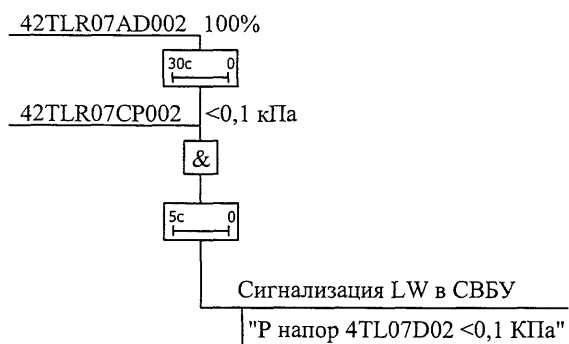 42TLR07AD002 100%
30с 0
42TLR07CP002 <0,1 кПа
&
5с 0
Сигнализация LW в СВБУ
"Р напор 4TL07D02 <0,1 КПа"